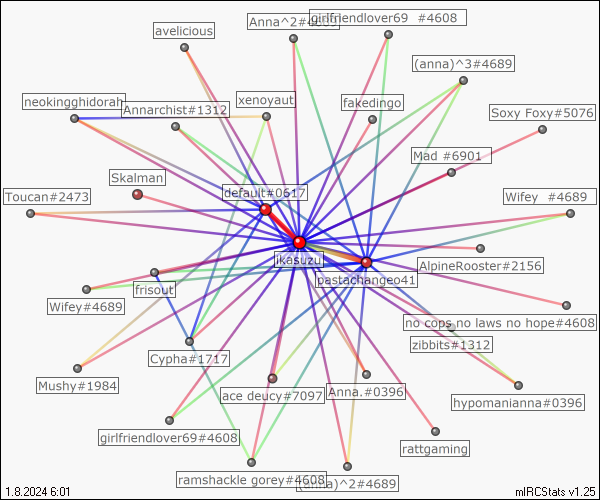 Anna^2#4689
girlfriendlover69 #4608
avelicious
(anna)^3#4689
neokingghidorah
Annarchist#1312
xenoyaut
fakedingo
Soxy Foxy#5076
Mad #6901
Skalman
default#0617
Toucan#2473
Wifey #4689
jkasuzu
AlpineRooster#2156
frisout
pastachangeo41
Wifey#4689
no cops no laws no hope#4608
zibbits#1312
Cypha#1717
Mushy#1984
ace deucy#7097
Anna.#0396
hypomanianna#0396
girlfriendlover69#4608
rattgaming
ramshackle gorey#4608
(anna)^2#4689
1.8.2024 6:01
mIRCStats v1.25